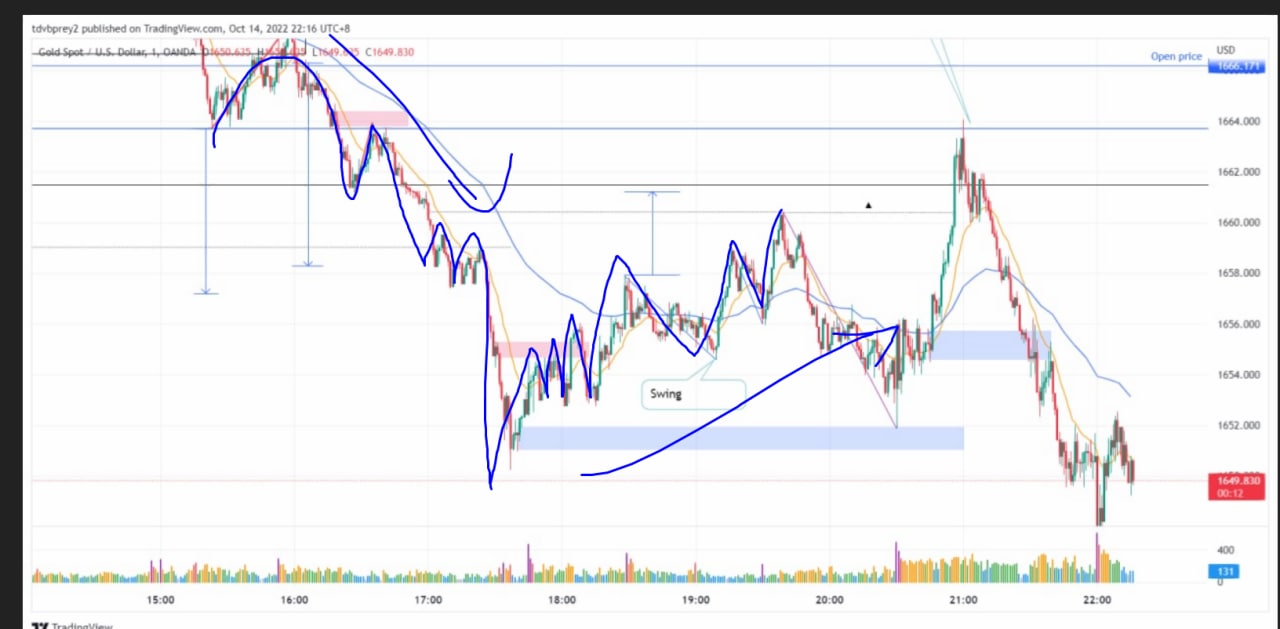 tdvbprey2 published on TradingView.com, Oct 14, 2022 22:16 UTC+8
Gold Spot / U.S. Dollar, 1, OANDA L1649.635 C1649.830
USD
Open price
1666.171
1664.000
1662.000
1660.000
1658.000
1656.000
1654.000
Swing
1652.000
1649.830
00:12
400
131
0
15:00 16:00 17:00 18:00 19:00 20:00 21:00 22:00
TradingView